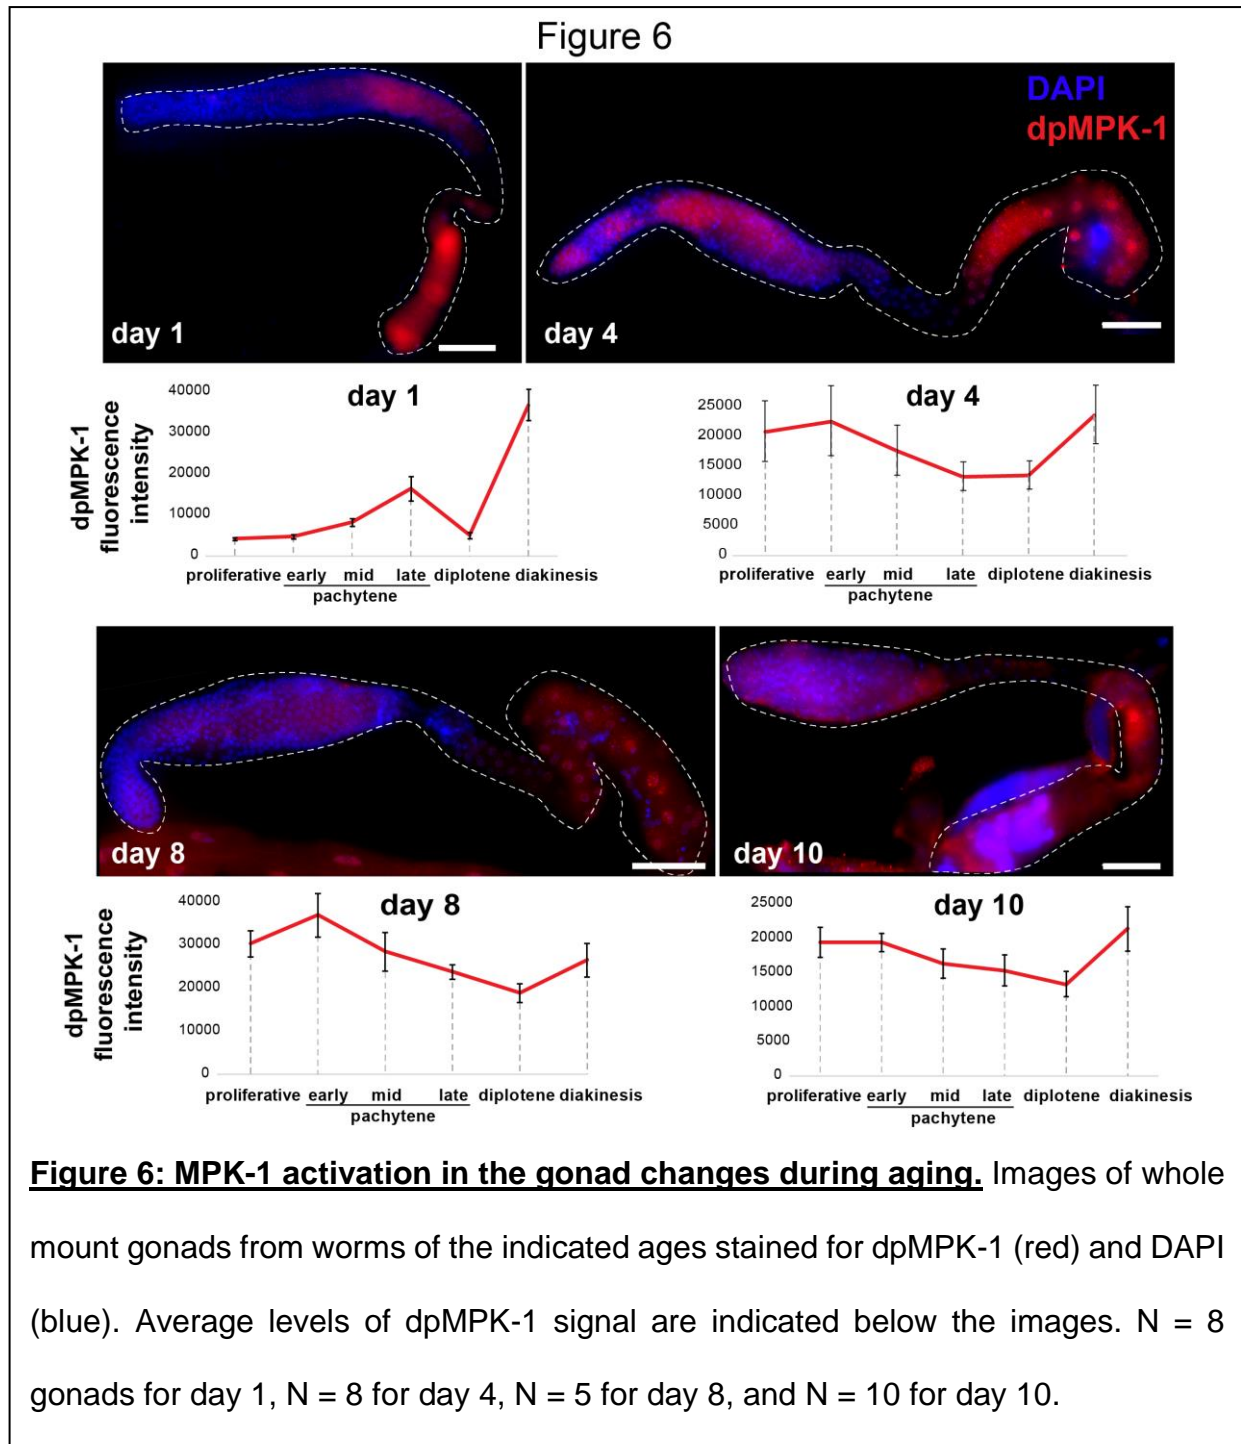 Figure 6
DAPI
dpMPK-1
day 1
day 4
dpMPK-1
fluorescence
intensity
day 1
40000
30000
20000
10000
0
proliferative early mid late diplotene diakinesis
pachytene
day 4
25000
20000
15000
10000
5000
0
proliferative early mid late diplotene diakinesis
pachytene
day 8
day 10
dpMPK-1
fluorescence
intensity
day 8
40000
30000
20000
10000
0
proliferative early mid late diplotene diakinesis
pachytene
day 10
25000
20000
15000
10000
5000
0
proliferative early mid late diplotene diakinesis
pachytene
Figure 6: MPK-1 activation in the gonad changes during aging. Images of whole
mount gonads from worms of the indicated ages stained for dpMPK-1 (red) and DAPI
(blue). Average levels of dpMPK-1 signal are indicated below the images. N = 8
gonads for day 1, N = 8 for day 4, N = 5 for day 8, and N = 10 for day 10.